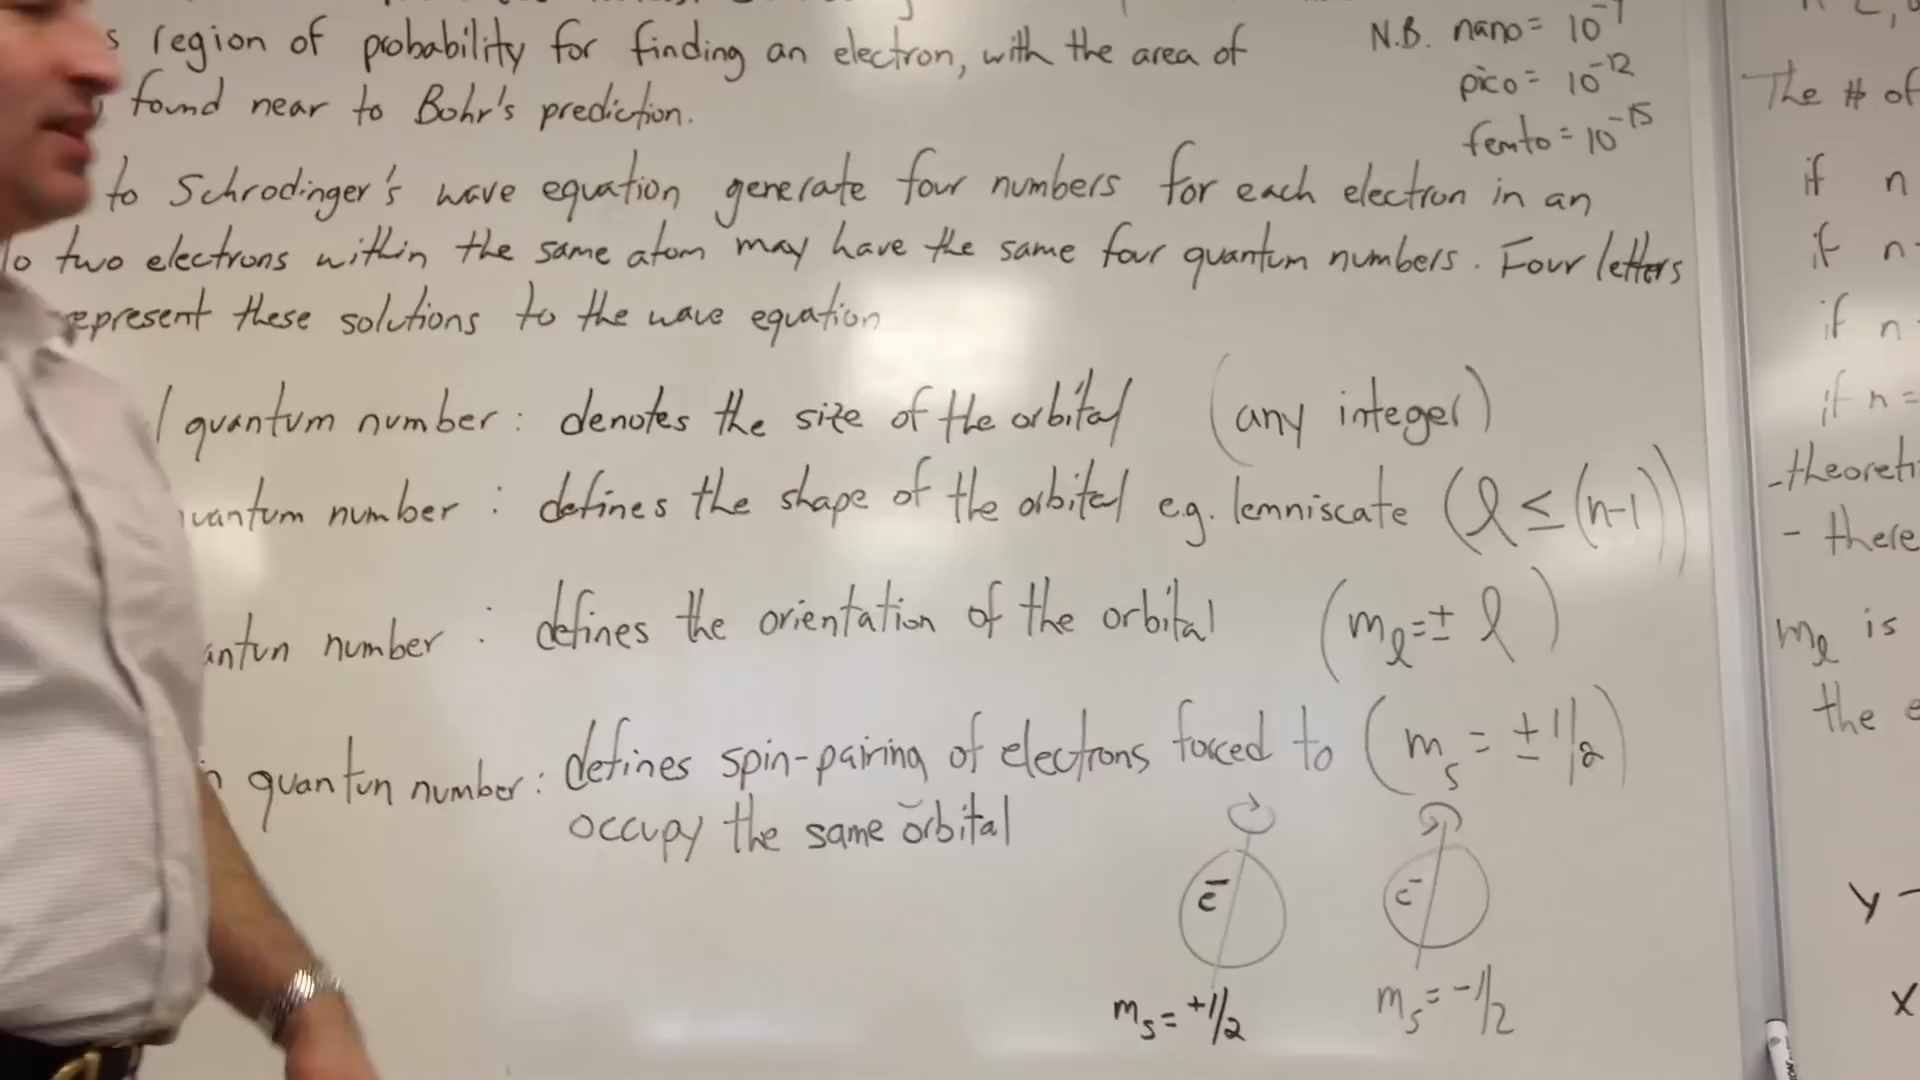 s region of probability for finding an electron, with the area of
found near to Bohr's prediction.
N.B. nano =
pico = 10⁻¹²
femto = 10⁻¹⁵
to Schrodinger's wave equation generate four numbers for each electron in an
o two electrons within the same atom may have the same four quantum numbers. Four letters
epresent these solutions to the wave equation
l quantum number : denotes the size of the orbital (any integer)
uantum number : defines the shape of the orbital e.g. lemniscate (l ≤ (n-1))
antun number : defines the orientation of the orbital (mₗ = ± l)
n quantun number : defines spin-pairing of electrons forced to (mₛ = ± 1/2)
occupy the same orbital
e⁻ e⁻
mₛ = +1/2 mₛ = -1/2
The # of
if n
if n
if n
if n =
-theoreti
- there
mₗ is
the e
y -
x